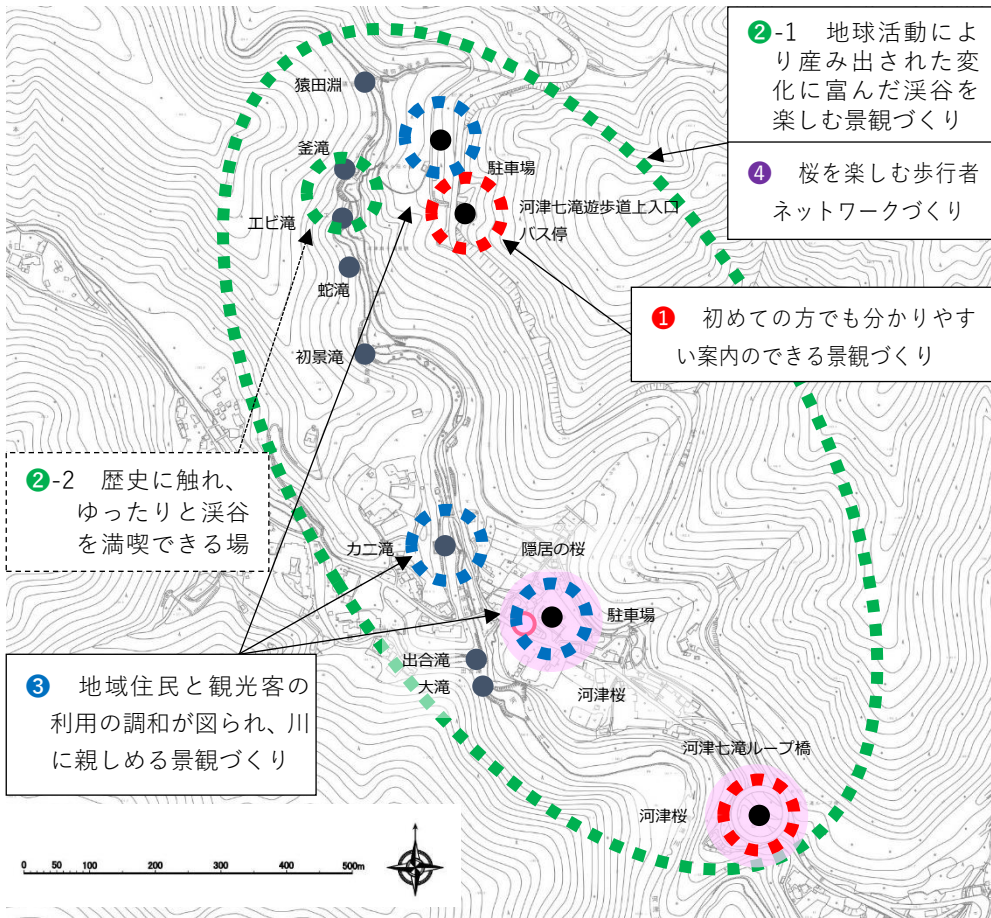 ❷-1 地球活動によ
り産み出された変
化に富んだ渓谷を
楽しむ景観づくり
❹ 桜を楽しむ歩行者
ネットワークづくり
猿田淵
釜滝
駐車場
エビ滝
河津七滝遊歩道上入口
バス停
蛇滝
❶ 初めての方でも分かりやす
い案内のできる景観づくり
初景滝
❷-2 歴史に触れ、
ゆったりと渓谷
を満喫できる場
カニ滝
隠居の桜
駐車場
出合滝
大滝
河津桜
❸ 地域住民と観光客の
利用の調和が図られ、川
に親しめる景観づくり
河津七滝ループ橋
河津桜
0 50 100 200 300 400 500m